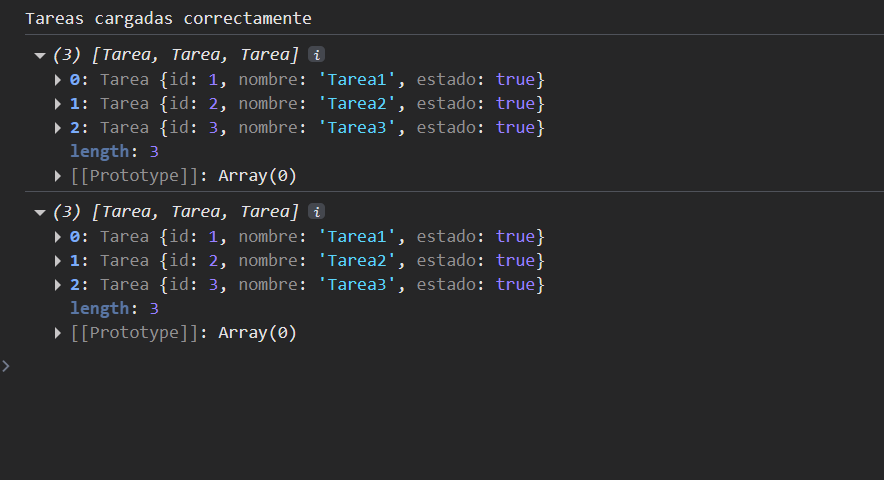 Tareas cargadas correctamente
(3) [Tarea, Tarea, Tarea] i
0: Tarea {id: 1, nombre: 'Tarea1', estado: true}
1: Tarea {id: 2, nombre: 'Tarea2', estado: true}
2: Tarea {id: 3, nombre: 'Tarea3', estado: true}
length: 3
[[Prototype]]: Array(0)
(3) [Tarea, Tarea, Tarea] i
0: Tarea {id: 1, nombre: 'Tarea1', estado: true}
1: Tarea {id: 2, nombre: 'Tarea2', estado: true}
2: Tarea {id: 3, nombre: 'Tarea3', estado: true}
length: 3
[[Prototype]]: Array(0)